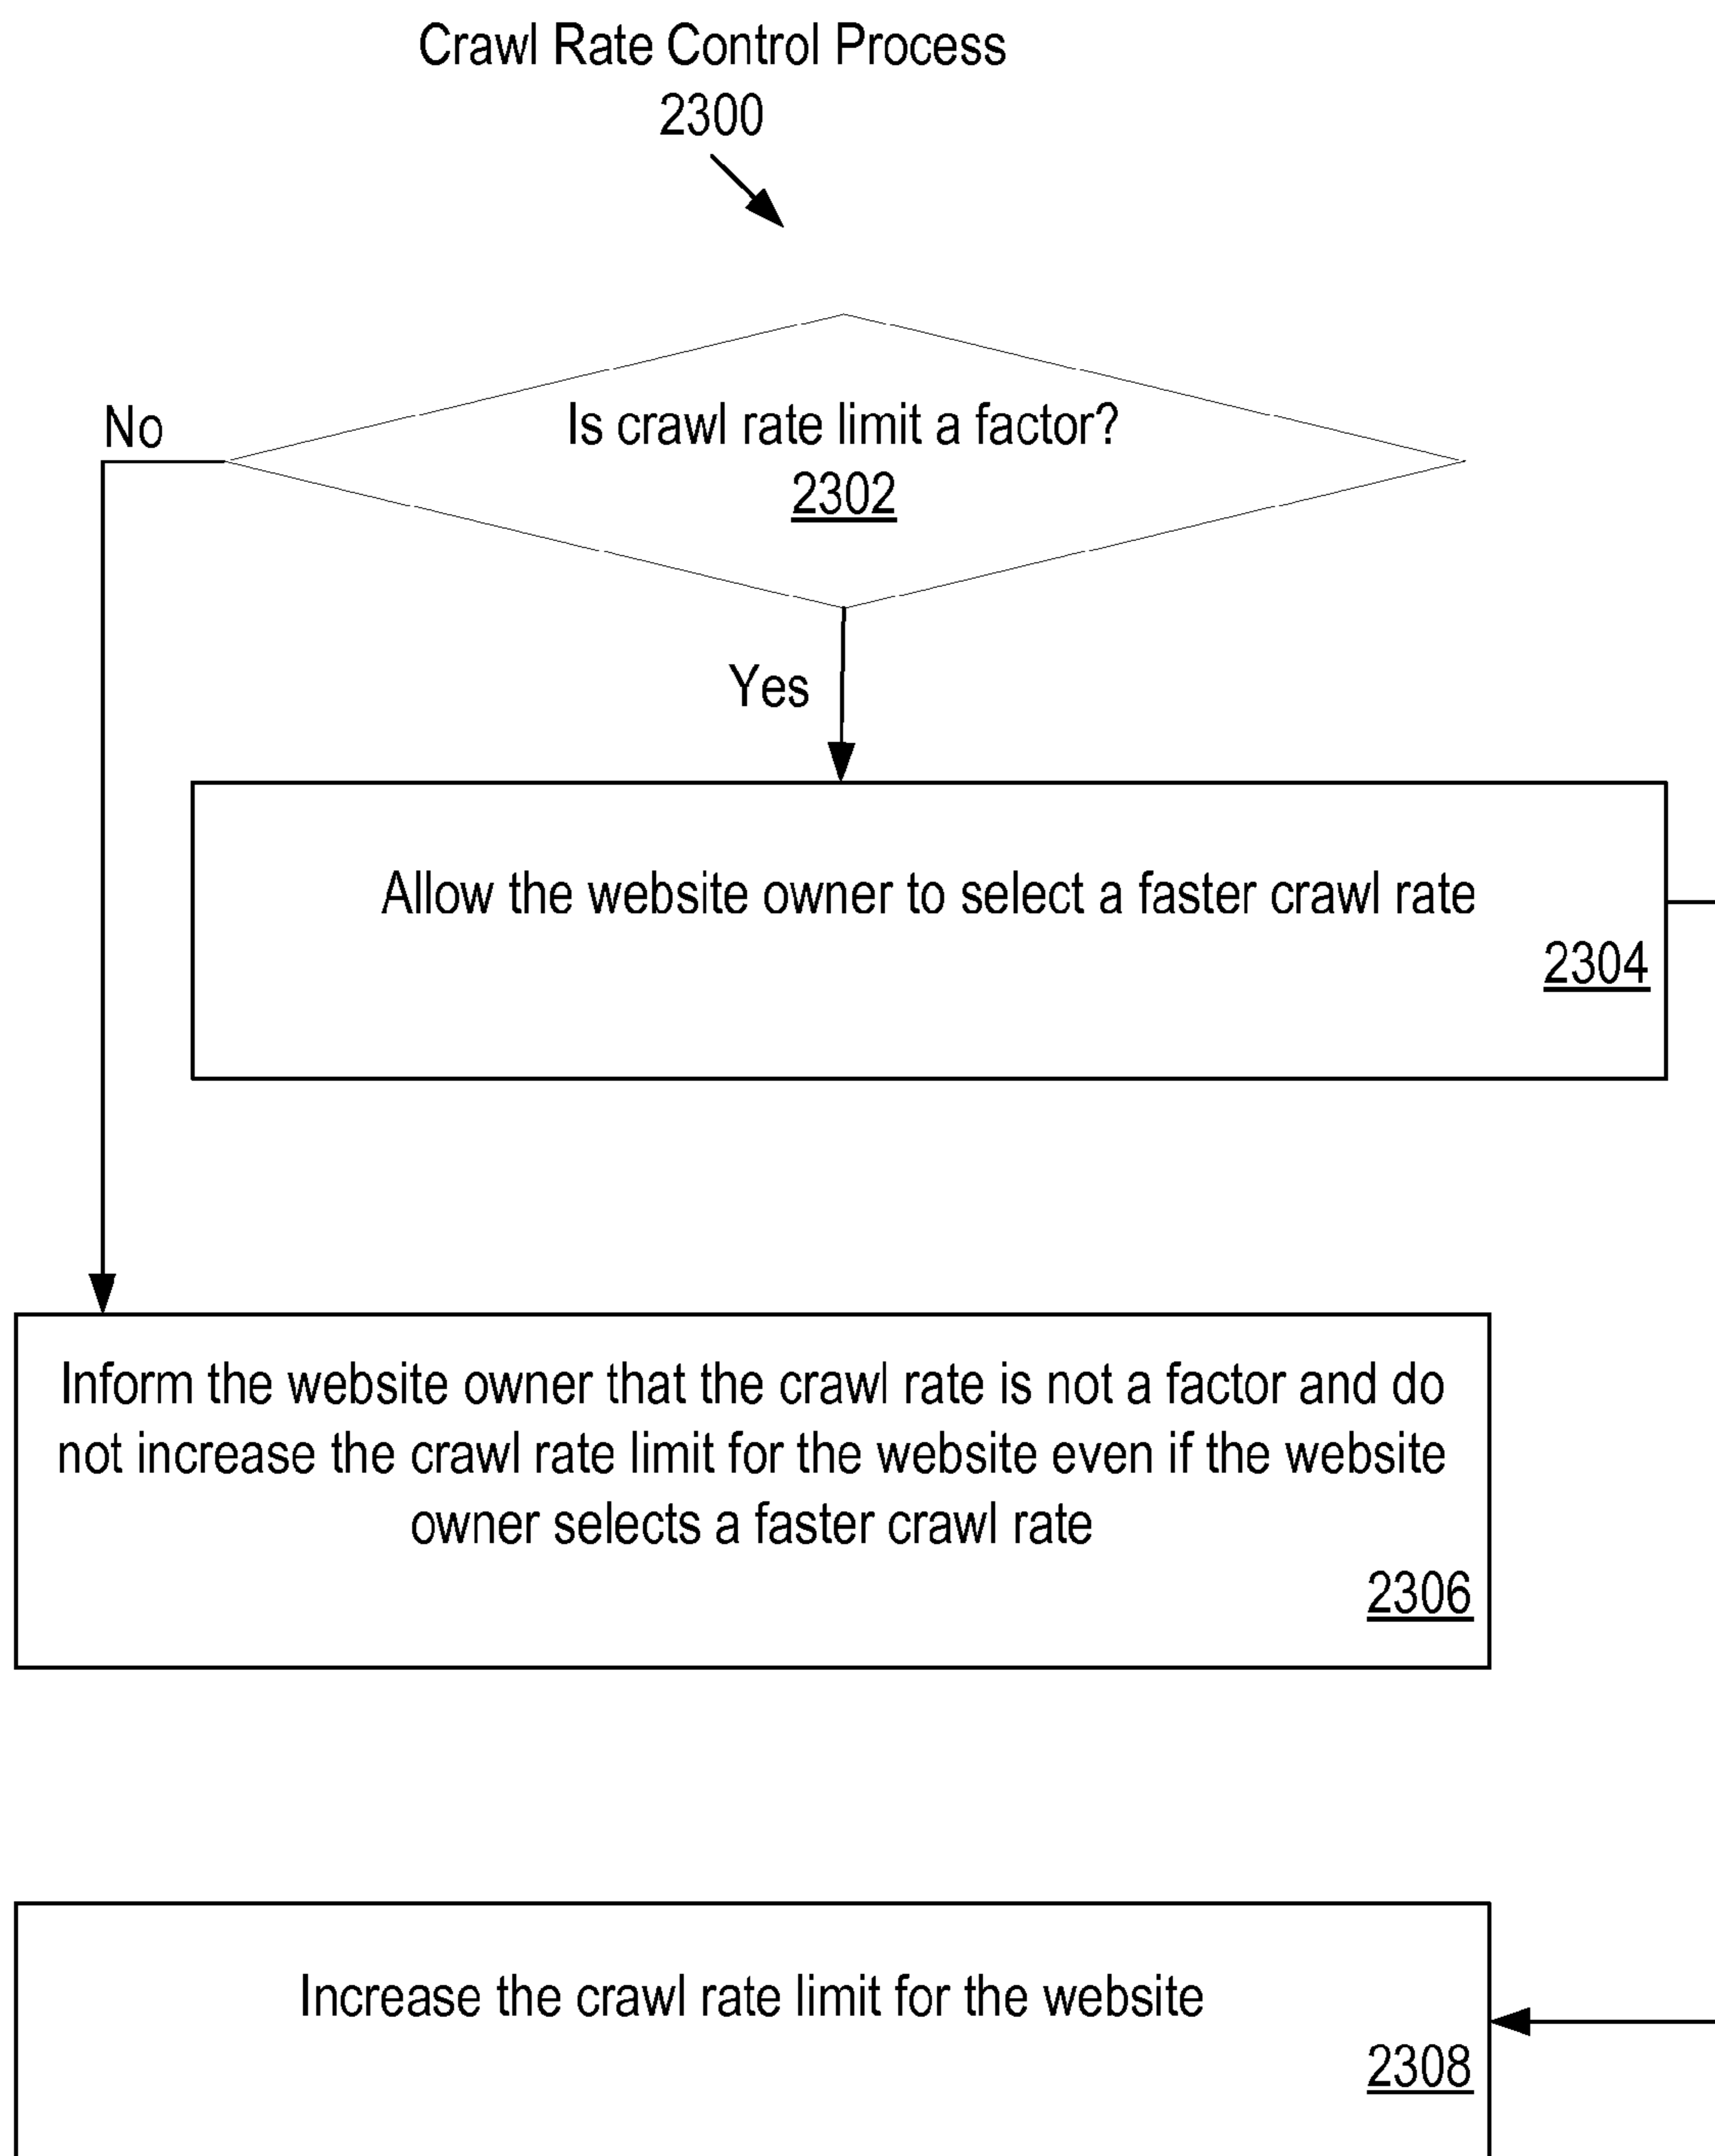 Crawl Rate Control Process
2300
Is crawl rate limit a factor?
2302
No
Yes
Allow the website owner to select a faster crawl rate
2304
Inform the website owner that the crawl rate is not a factor and do
not increase the crawl rate limit for the website even if the website
owner selects a faster crawl rate
2306
Increase the crawl rate limit for the website
2308